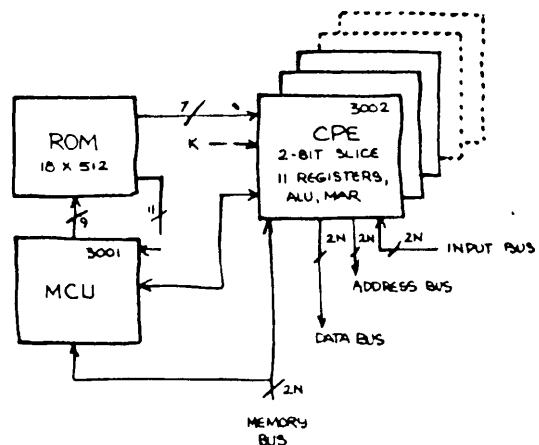 3002
CPE
2-BIT SLICE
11 REGISTERS,
ALU, MAR
7
K
ROM
18 X 512
11
9
3001
MCU
2N
2N
2N
INPUT BUS
ADDRESS BUS
DATA BUS
2N
MEMORY
BUS